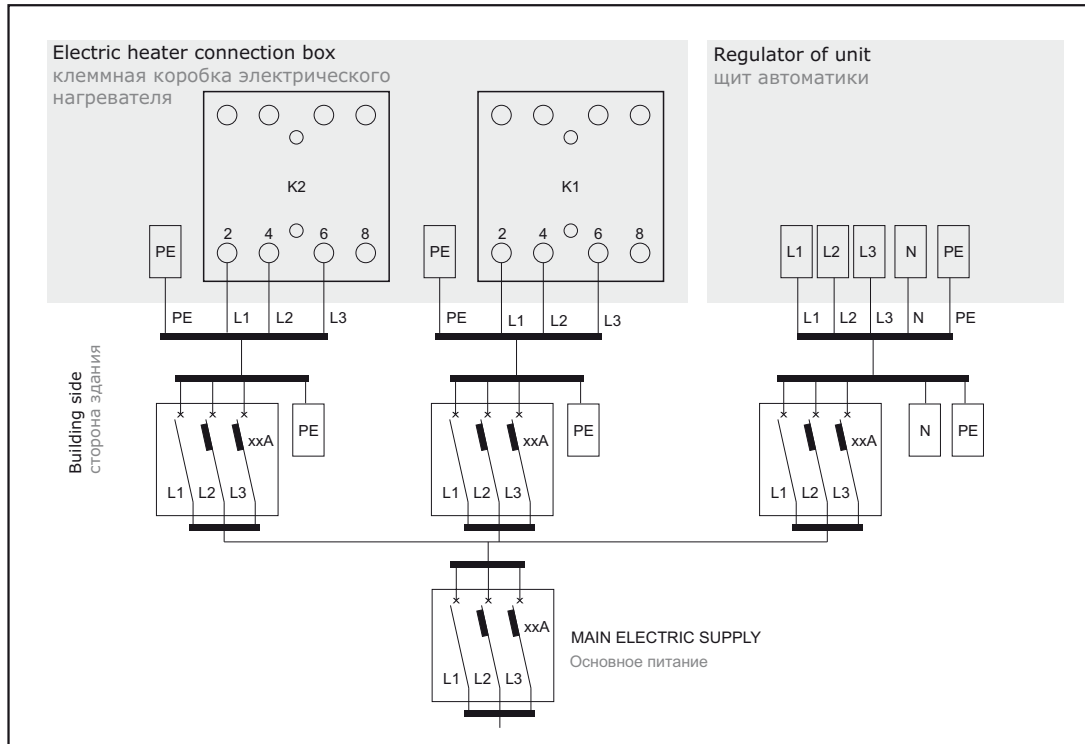 Electric heater connection box
клеммная коробка электрического
нагревателя
Regulator of unit
щит автоматики
K2
K1
2 4 6 8
2 4 6 8
PE
PE
L1 L2 L3 N PE
PE L1 L2 L3
PE L1 L2 L3
L1 L2 L3 N PE
Building side
сторона здания
xxA
PE
L1 L2 L3
xxA
PE
L1 L2 L3
xxA
N PE
L1 L2 L3
xxA
L1 L2 L3
MAIN ELECTRIC SUPPLY
Основное питание